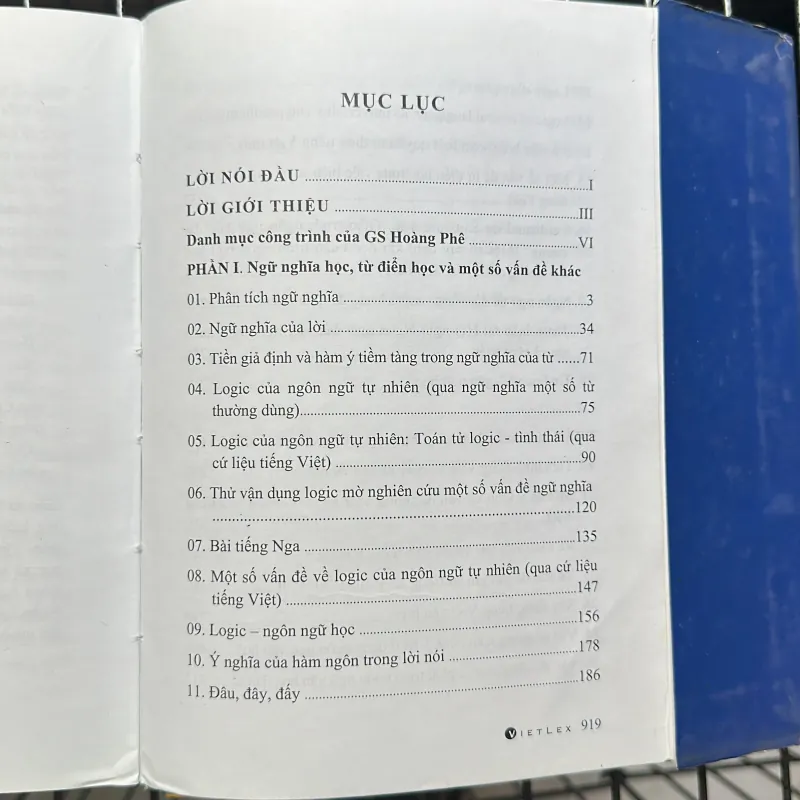 MỤC LỤC
LỜI NÓI ĐẦU ........................................................I
LỜI GIỚI THIỆU ........................................................III
Danh mục công trình của GS Hoàng Phê ........................VI
PHẦN I. Ngữ nghĩa học, từ điển học và một số vấn đề khác
01. Phân tích ngữ nghĩa ........................................................3
02. Ngữ nghĩa của lời ........................................................34
03. Tiền giả định và hàm ý tiềm tàng trong ngữ nghĩa của từ ......71
04. Logic của ngôn ngữ tự nhiên (qua ngữ nghĩa một số từ
thường dùng)........................................................75
05. Logic của ngôn ngữ tự nhiên: Toán tử logic - tình thái (qua
cứ liệu tiếng Việt) ........................................................90
06. Thử vận dụng logic mờ nghiên cứu một số vấn đề ngữ nghĩa
........................................................120
07. Bài tiếng Nga ........................................................135
08. Một số vấn đề về logic của ngôn ngữ tự nhiên (qua cứ liệu
tiếng Việt) ........................................................147
09. Logic – ngôn ngữ học ........................................................156
10. Ý nghĩa của hàm ngôn trong lời nói ................................178
11. Đâu, đây, đấy ........................................................186
VIETLEX 919